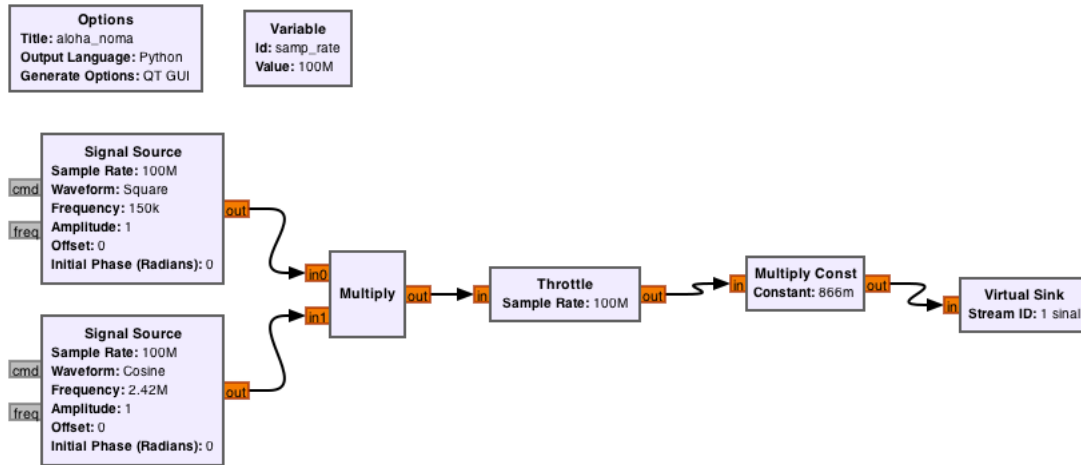 Options
Title: aloha_noma
Output Language: Python
Generate Options: QT GUI
Variable
Id: samp_rate
Value: 100M
Signal Source
Sample Rate: 100M
Waveform: Square
Frequency: 150k
Amplitude: 1
Offset: 0
Initial Phase (Radians): 0
cmd
freq
out
Signal Source
Sample Rate: 100M
Waveform: Cosine
Frequency: 2.42M
Amplitude: 1
Offset: 0
Initial Phase (Radians): 0
cmd
freq
out
in0
in1
Multiply
out
in
Throttle
Sample Rate: 100M
out
in
Multiply Const
Constant: 866m
out
in
Virtual Sink
Stream ID: 1 sinal